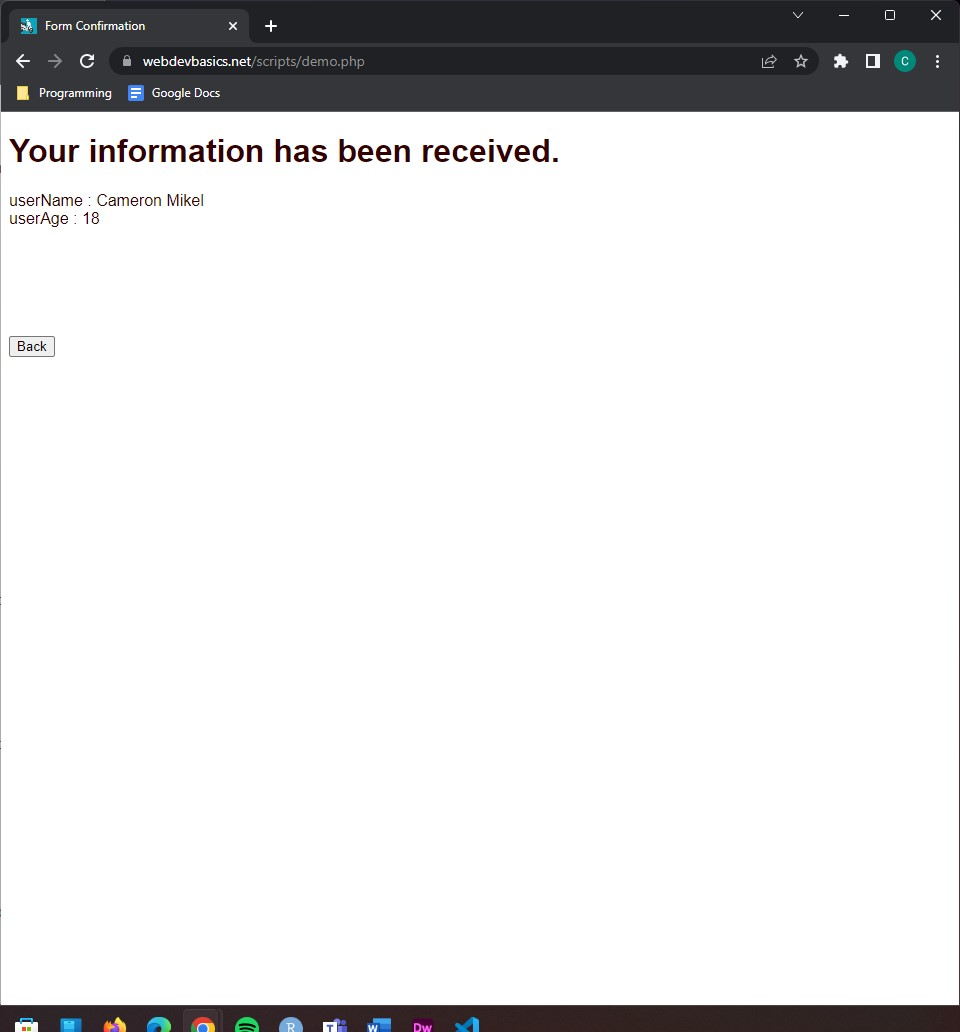 Form Confirmation
webdevbasics.net/scripts/demo.php
C
Programming
Google Docs
Your information has been received.
userName : Cameron Mikel
userAge : 18
Back
R
T
W
Dw